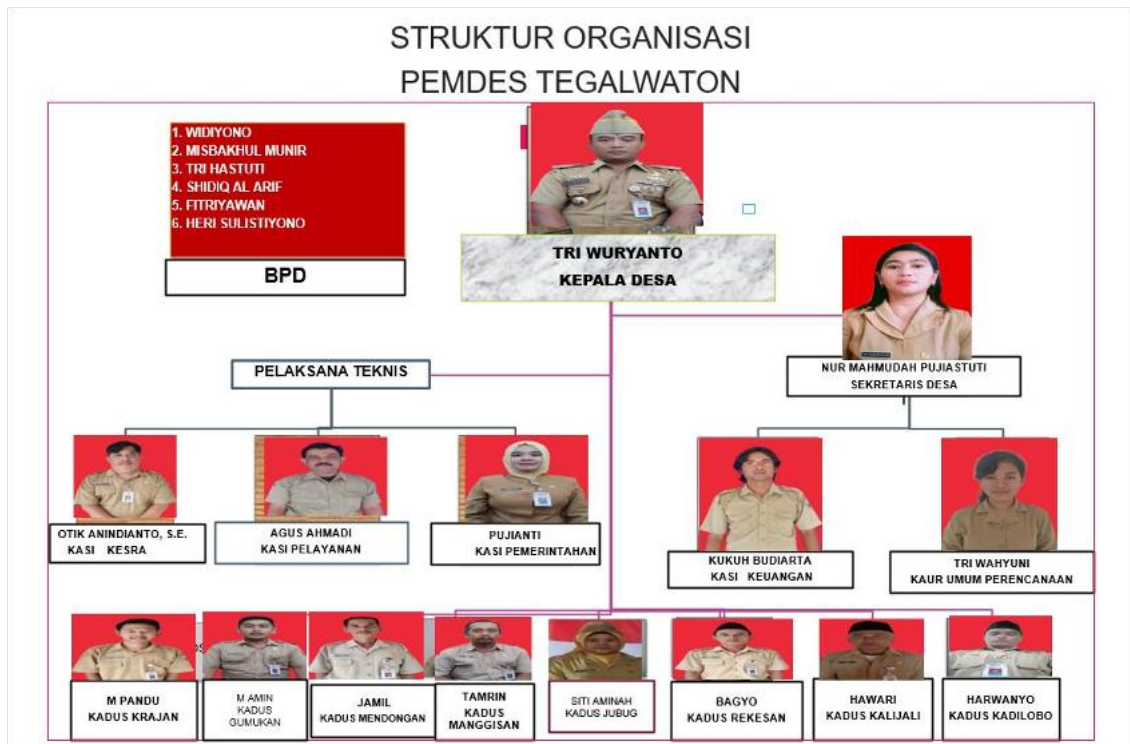 STRUKTUR ORGANISASI
PEMDES TEGALWATON
1. WIDIYONO
2. MISBAKHUL MUNIR
3. TRI HASTUTI
4. SHIDIQ AL ARIF
5. FITRIYAWAN
6. HERI SULISTIYONO
BPD
TRI WURYANTO
KEPALA DESA
NUR MAHMUDAH PUJIASTUTI
SEKRETARIS DESA
PELAKSANA TEKNIS
OTIK ANINDIANTO, S.E.
KASI KESRA
AGUS AHMADI
KASI PELAYANAN
PUJIANTI
KASI PEMERINTAHAN
KUKUH BUDIARTA
KASI KEUANGAN
TRI WAHYUNI
KAUR UMUM PERENCANAAN
M PANDU
KADUS KRAJAN
M AMIN
KADUS
GUMUKAN
JAMIL
KADUS MENDONGAN
TAMRIN
KADUS
MANGGISAN
SITI AMINAH
KADUS JUBUG
BAGYO
KADUS REKESAN
HAWARI
KADUS KALIJALI
HARWANYO
KADUS KADILOBO